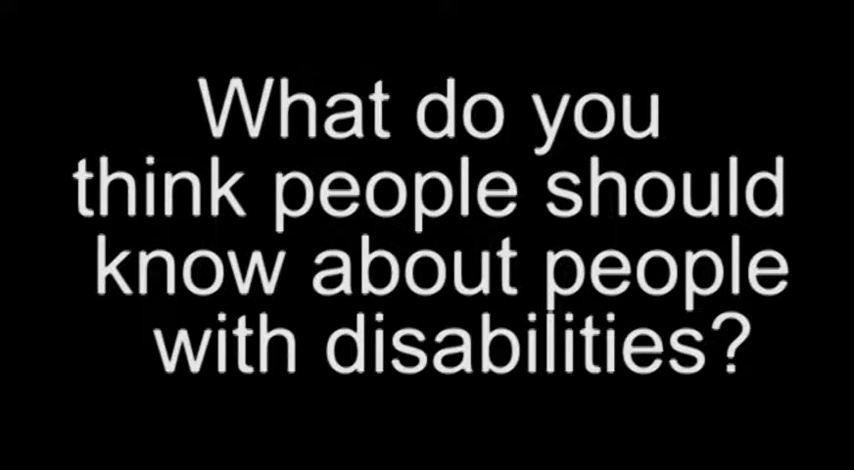 What do you
think people should
know about people
with disabilities?